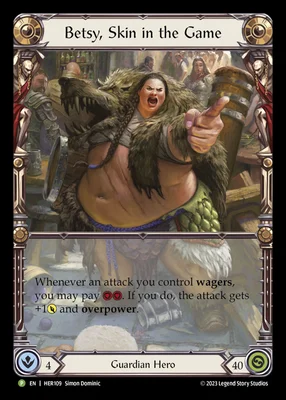 Betsy, Skin in the Game
Whenever an attack you control wagers,
you may pay . If you do, the attack gets
+1 and overpower.
4 Guardian Hero 40
P EN | HER109 Simon Dominic © 2023 Legend Story Studios